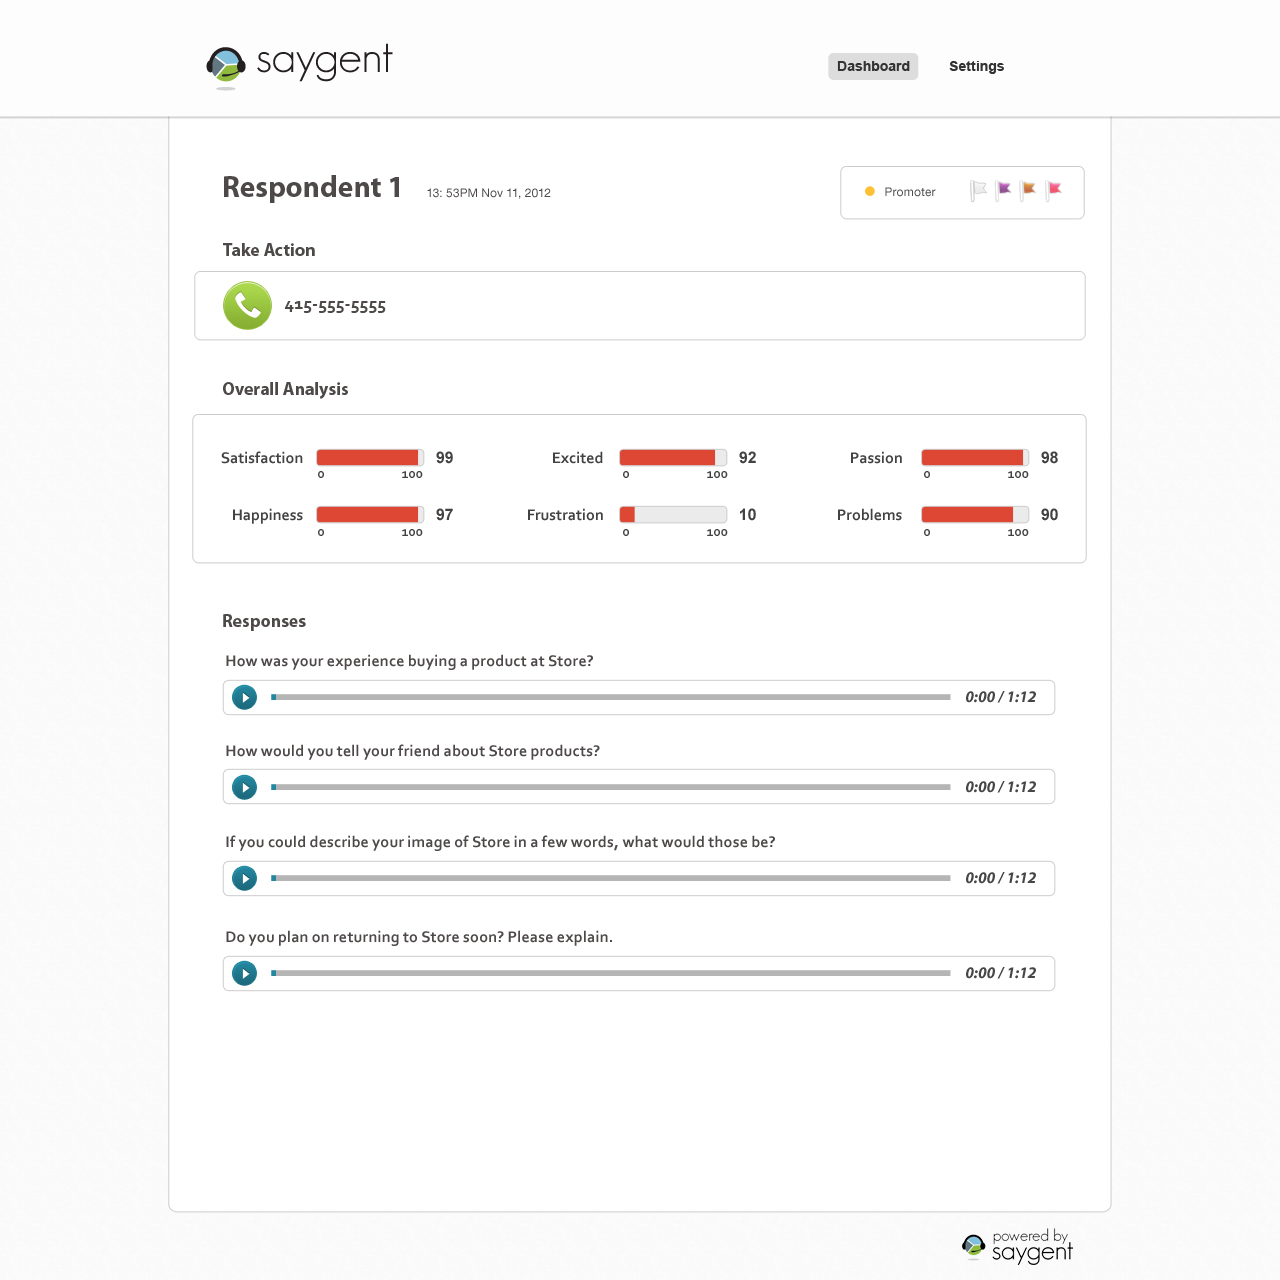 saygent
Dashboard Settings
Respondent 1 13: 53PM Nov 11, 2012 Promoter
Take Action
415-555-5555
Overall Analysis
Satisfaction 99 Excited 92 Passion 98
0 100 0 100 0 100
Happiness 97 Frustration 10 Problems 90
0 100 0 100 0 100
Responses
How was your experience buying a product at Store?
0:00 / 1:12
How would you tell your friend about Store products?
0:00 / 1:12
If you could describe your image of Store in a few words, what would those be?
0:00 / 1:12
Do you plan on returning to Store soon? Please explain.
0:00 / 1:12
powered by
saygent